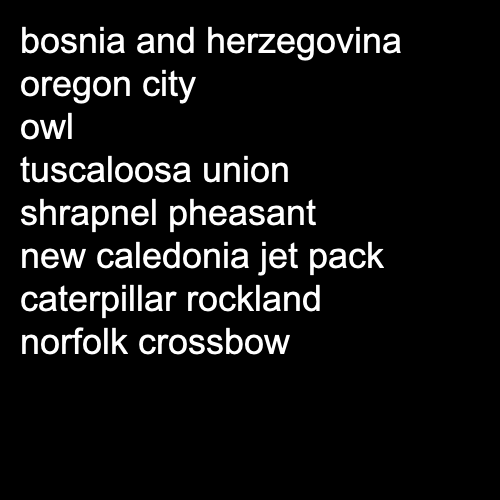 bosnia and herzegovina
oregon city
owl
tuscaloosa union
shrapnel pheasant
new caledonia jet pack
caterpillar rockland
norfolk crossbow